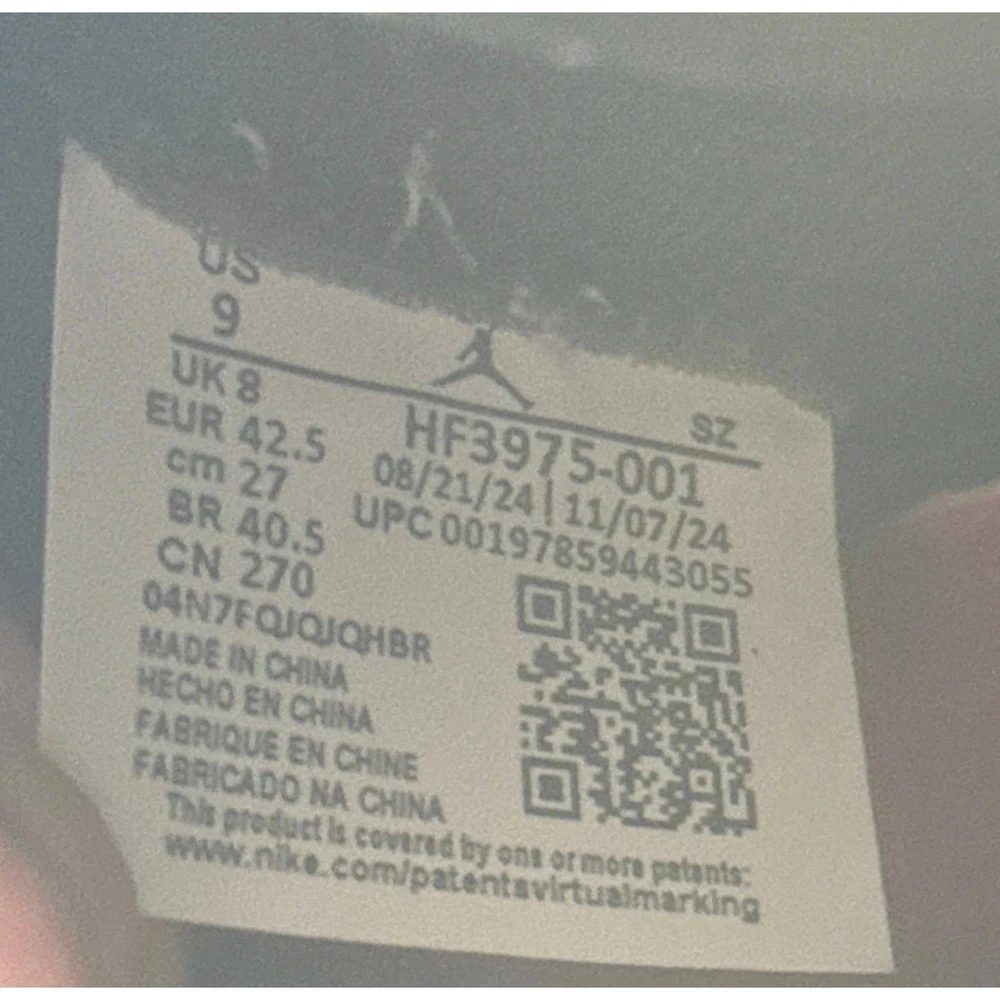 US
9
SZ
UK 8
EUR 42.5
cm 27
BR 40.5
CN 270
HF3975-001
08/21/24 | 11/07/24
UPC 00197859443055
04N7FQJQJQHBR
MADE IN CHINA
HECHO EN CHINA
FABRIQUE EN CHINE
FABRICADO NA CHINA
This product is covered by one or more patents:
www.nike.com/patentsvirtualmarking